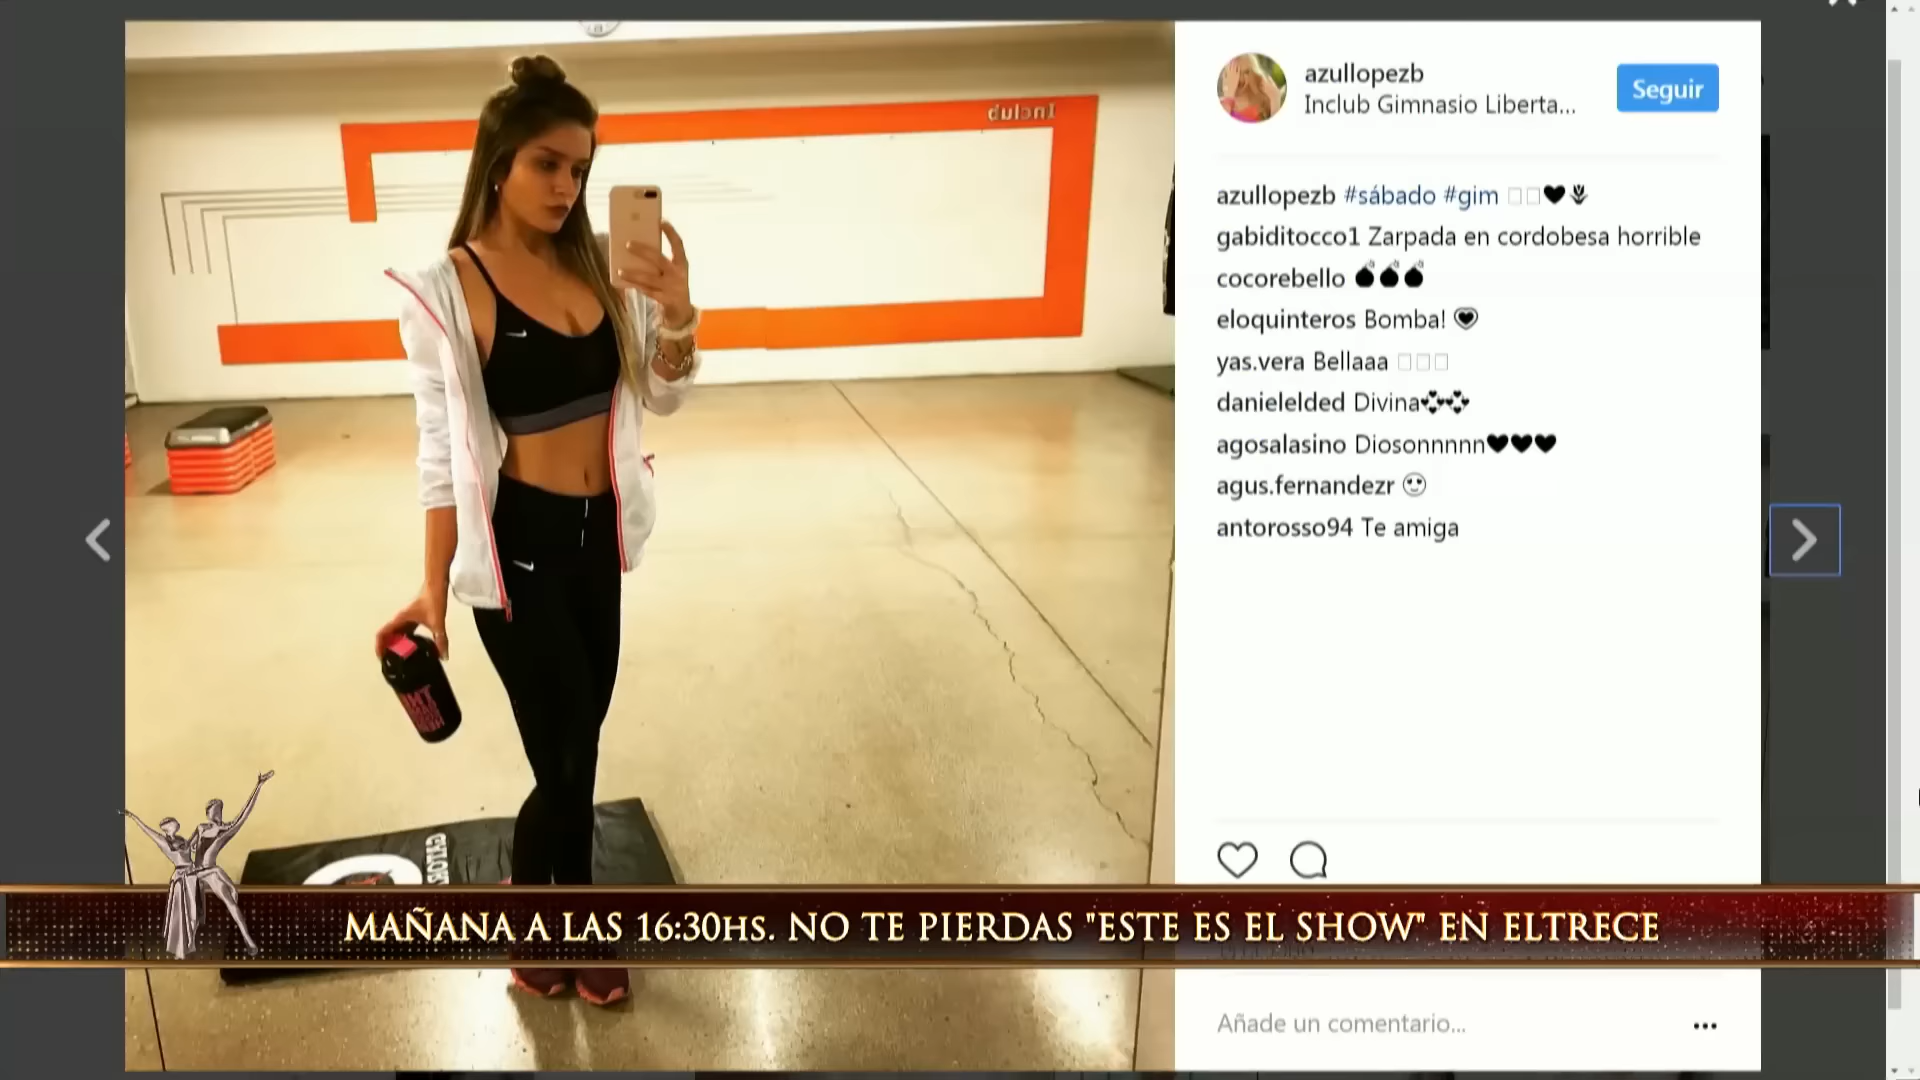 azullopezb
Inclub Gimnasio Liberta...
Seguir
Inclub
azullopezb #sábado #gim
gabiditocco1 Zarpada en cordobesa horrible
cocorebello
eloquinteros Bomba!
yas.vera Bellaaa
danielelded Divina
agosalasino Diosonnnnn
agus.fernandezr
antorosso94 Te amiga
MAÑANA A LAS 16:30HS. NO TE PIERDAS "ESTE ES EL SHOW" EN ELTRECE
Añade un comentario...